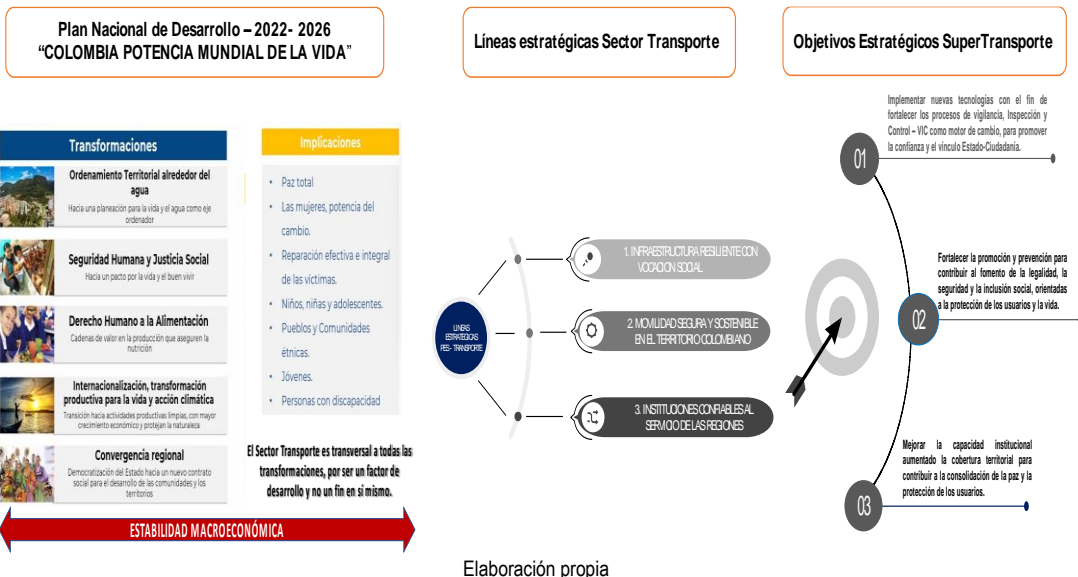 Plan Nacional de Desarrollo – 2022- 2026
“COLOMBIA POTENCIA MUNDIAL DE LA VIDA”
Líneas estratégicas Sector Transporte
Objetivos Estratégicos SuperTransporte
Transformaciones
Ordenamiento Territorial alrededor del
agua
Hacia una planeación para la vida y el agua como eje
ordenador
Seguridad Humana y Justicia Social
Hacia un pacto por la vida y el buen vivir
Derecho Humano a la Alimentación
Cadenas de valor en la producción que aseguren la
nutrición
Internacionalización, transformación
productiva para la vida y acción climática
Transición hacia actividades productivas limpias, con mayor
crecimiento económico y protejan la naturaleza
Convergencia regional
Democratización del Estado hacia un nuevo contrato
social para el desarrollo de las comunidades y los
territorios
Implicaciones
• Paz total
• Las mujeres, potencia del
cambio.
• Reparación efectiva e integral
de las víctimas.
• Niños, niñas y adolescentes.
• Pueblos y Comunidades
étnicas.
• Jóvenes.
• Personas con discapacidad
El Sector Transporte es transversal a todas las
transformaciones, por ser un factor de
desarrollo y no un fin en sí mismo.
ESTABILIDAD MACROECONÓMICA
LINEAS
ESTRATEGICAS
PES - TRANSPORTE
1. INFRAESTRUCTURA RESILIENTE CON
VOCACION SOCIAL
2. MOVILIDAD SEGURA Y SOSTENIBLE
EN EL TERRITORIO COLOMBIANO
3. INSTITUCIONES CONFIABLES AL
SERVICIO DE LAS REGIONES
Implementar nuevas tecnologías con el fin de
fortalecer los procesos de vigilancia, Inspección y
Control – VIC como motor de cambio, para promover
la confianza y el vínculo Estado-Ciudadanía.
01
Fortalecer la promoción y prevención para
contribuir al fomento de la legalidad, la
seguridad y la inclusión social, orientadas
a la protección de los usuarios y la vida.
02
Mejorar la capacidad institucional
aumentado la cobertura territorial para
contribuir a la consolidación de la paz y la
protección de los usuarios.
03
Elaboración propia